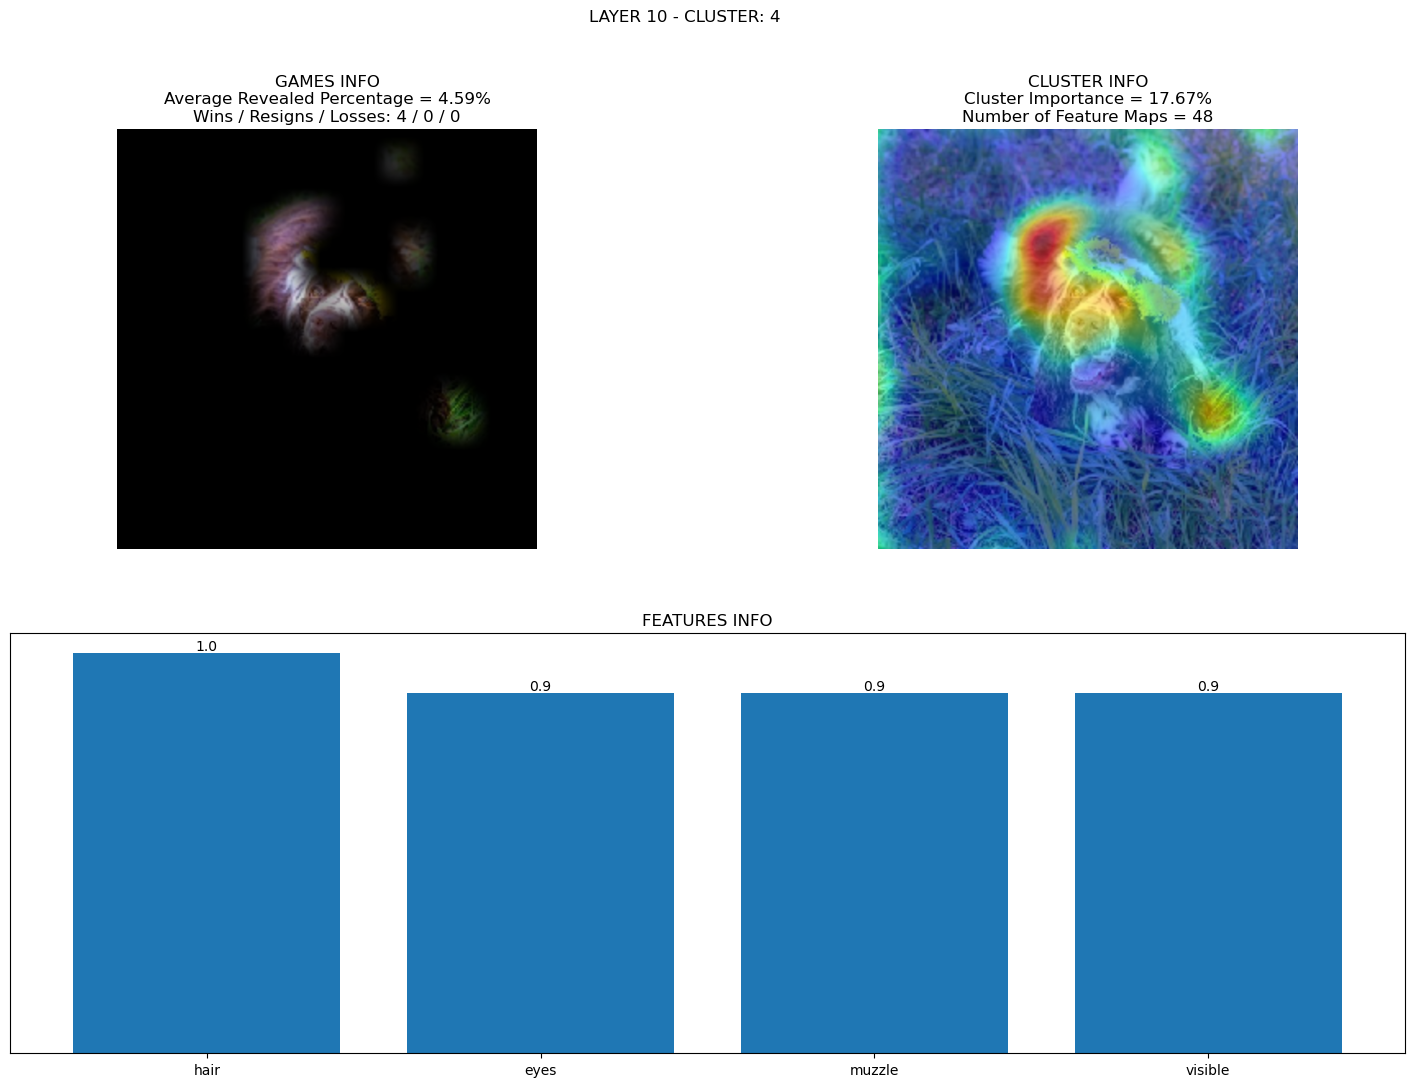 LAYER 10 - CLUSTER: 4
GAMES INFO
Average Revealed Percentage = 4.59%
Wins / Resigns / Losses: 4 / 0 / 0
CLUSTER INFO
Cluster Importance = 17.67%
Number of Feature Maps = 48
FEATURES INFO
1.0
0.9
0.9
0.9
hair
eyes
muzzle
visible